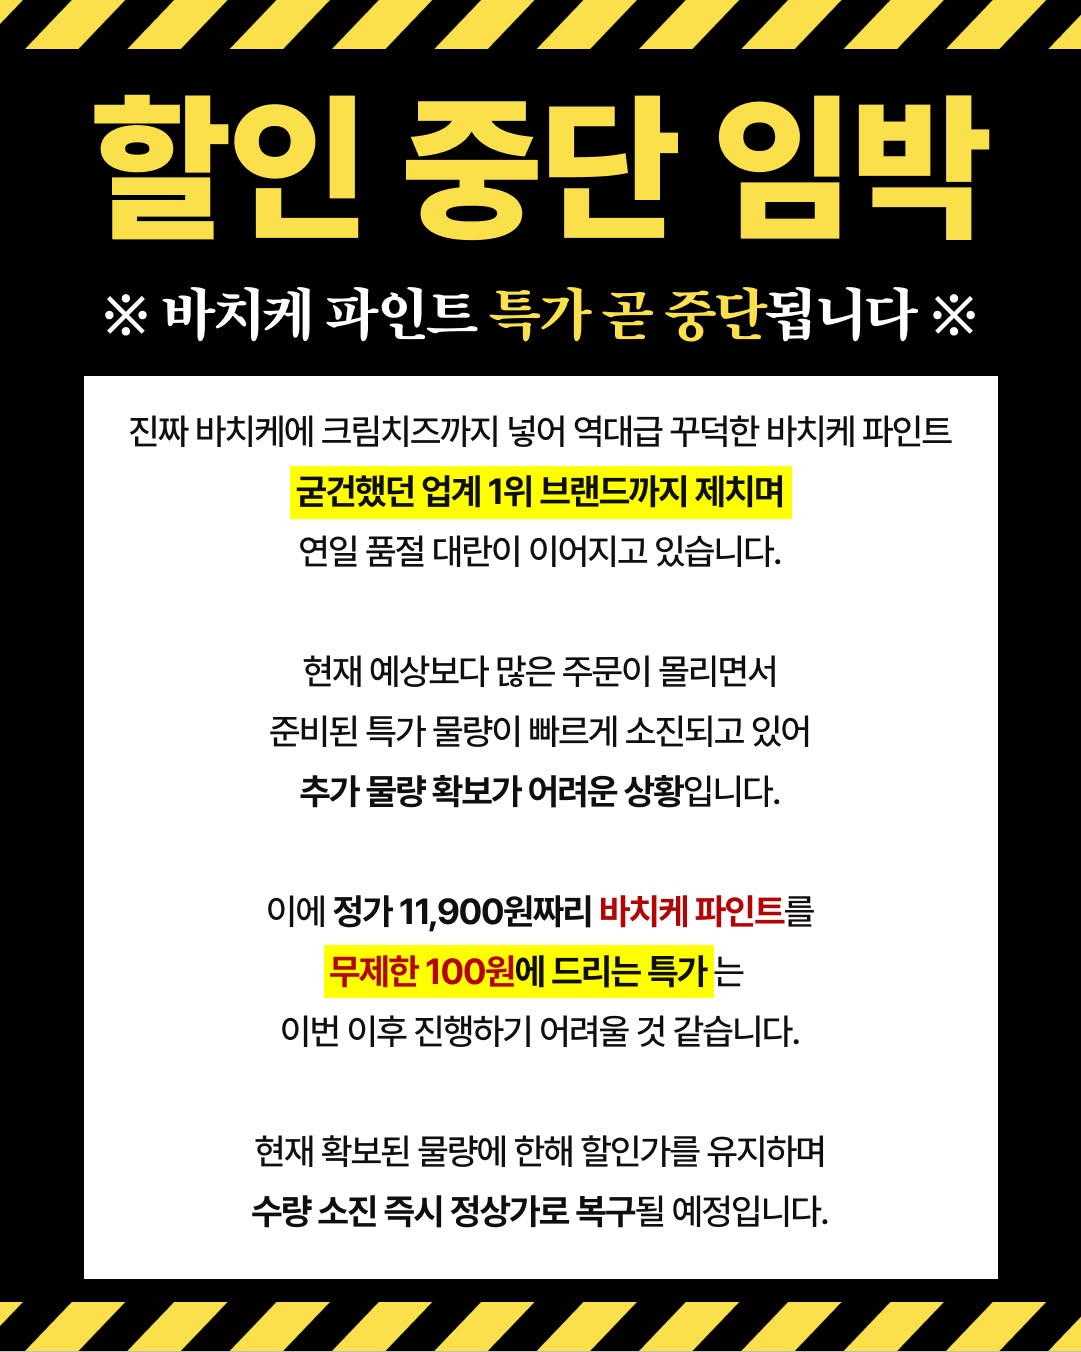 할인 중단 임박
※ 바치케 파인트 특가 곧 중단됩니다 ※
진짜 바치케에 크림치즈까지 넣어 역대급 꾸덕한 바치케 파인트
굳건했던 업계 1위 브랜드까지 제치며
연일 품절 대란이 이어지고 있습니다.
현재 예상보다 많은 주문이 몰리면서
준비된 특가 물량이 빠르게 소진되고 있어
추가 물량 확보가 어려운 상황입니다.
이에 정가 11,900원짜리 바치케 파인트를
무제한 100원에 드리는 특가 는
이번 이후 진행하기 어려울 것 같습니다.
현재 확보된 물량에 한해 할인가를 유지하며
수량 소진 즉시 정상가로 복구될 예정입니다.